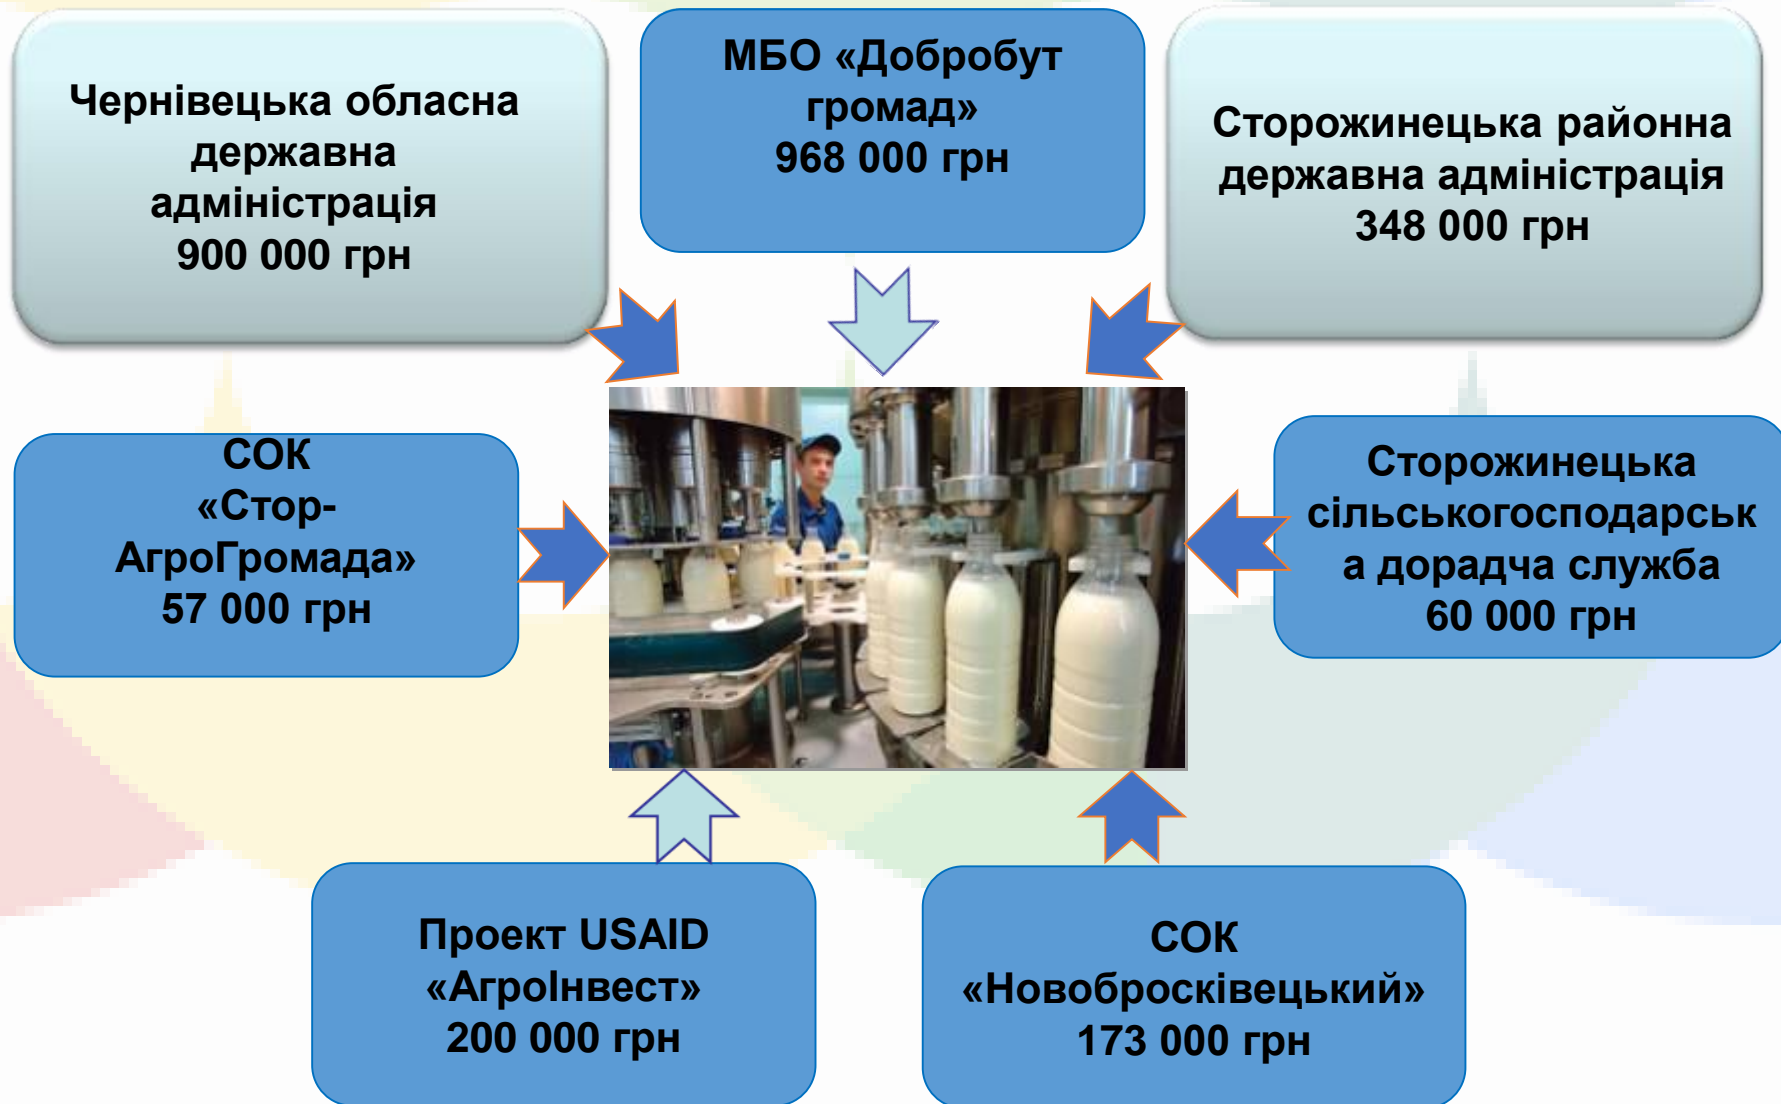 Чернівецька обласна
державна
адміністрація
900 000 грн
МБО «Добробут
громад»
968 000 грн
Сторожинецька районна
державна адміністрація
348 000 грн
СОК
«Стор-
АгроГромада»
57 000 грн
Сторожинецька
сільськогосподарськ
а дорадча служба
60 000 грн
Проект USAID
«АгроІнвест»
200 000 грн
СОК
«Новобросківецький»
173 000 грн